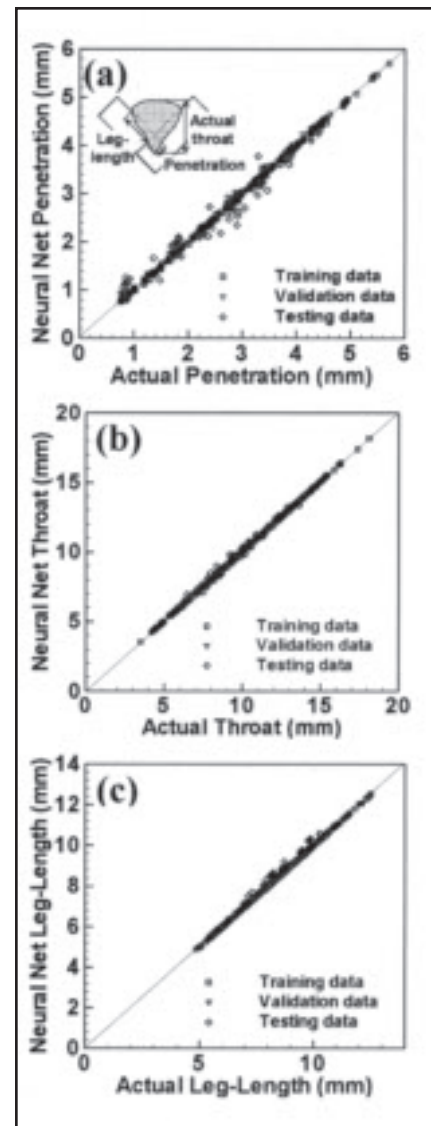 (a)
Neural Net Penetration (mm)
6
5
4
3
2
1
0
Leg-
length
Actual
throat
Penetration
Training data
Validation data
Testing data
0 1 2 3 4 5 6
Actual Penetration (mm)
(b)
Neural Net Throat (mm)
20
15
10
5
0
Training data
Validation data
Testing data
0 5 10 15 20
Actual Throat (mm)
(c)
Neural Net Leg-Length (mm)
14
12
10
8
6
4
2
0
Training data
Validation data
Testing data
0 5 10
Actual Leg-Length (mm)